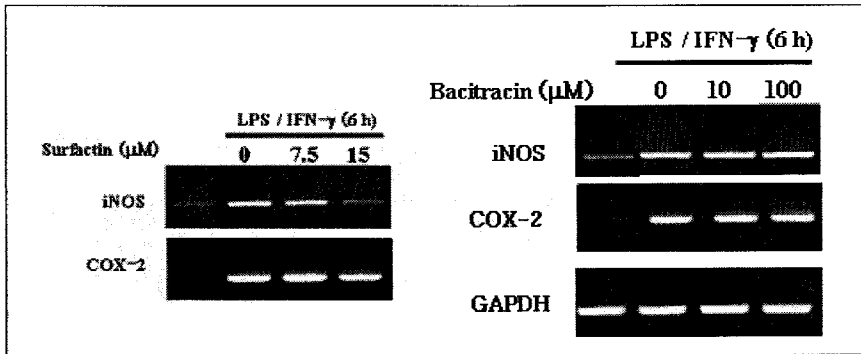 LPS / IFN-γ (6 h)
Surfactin (μM) 0 7.5 15
iNOS
COX-2
LPS / IFN-γ (6 h)
Bacitracin (μM) 0 10 100
iNOS
COX-2
GAPDH